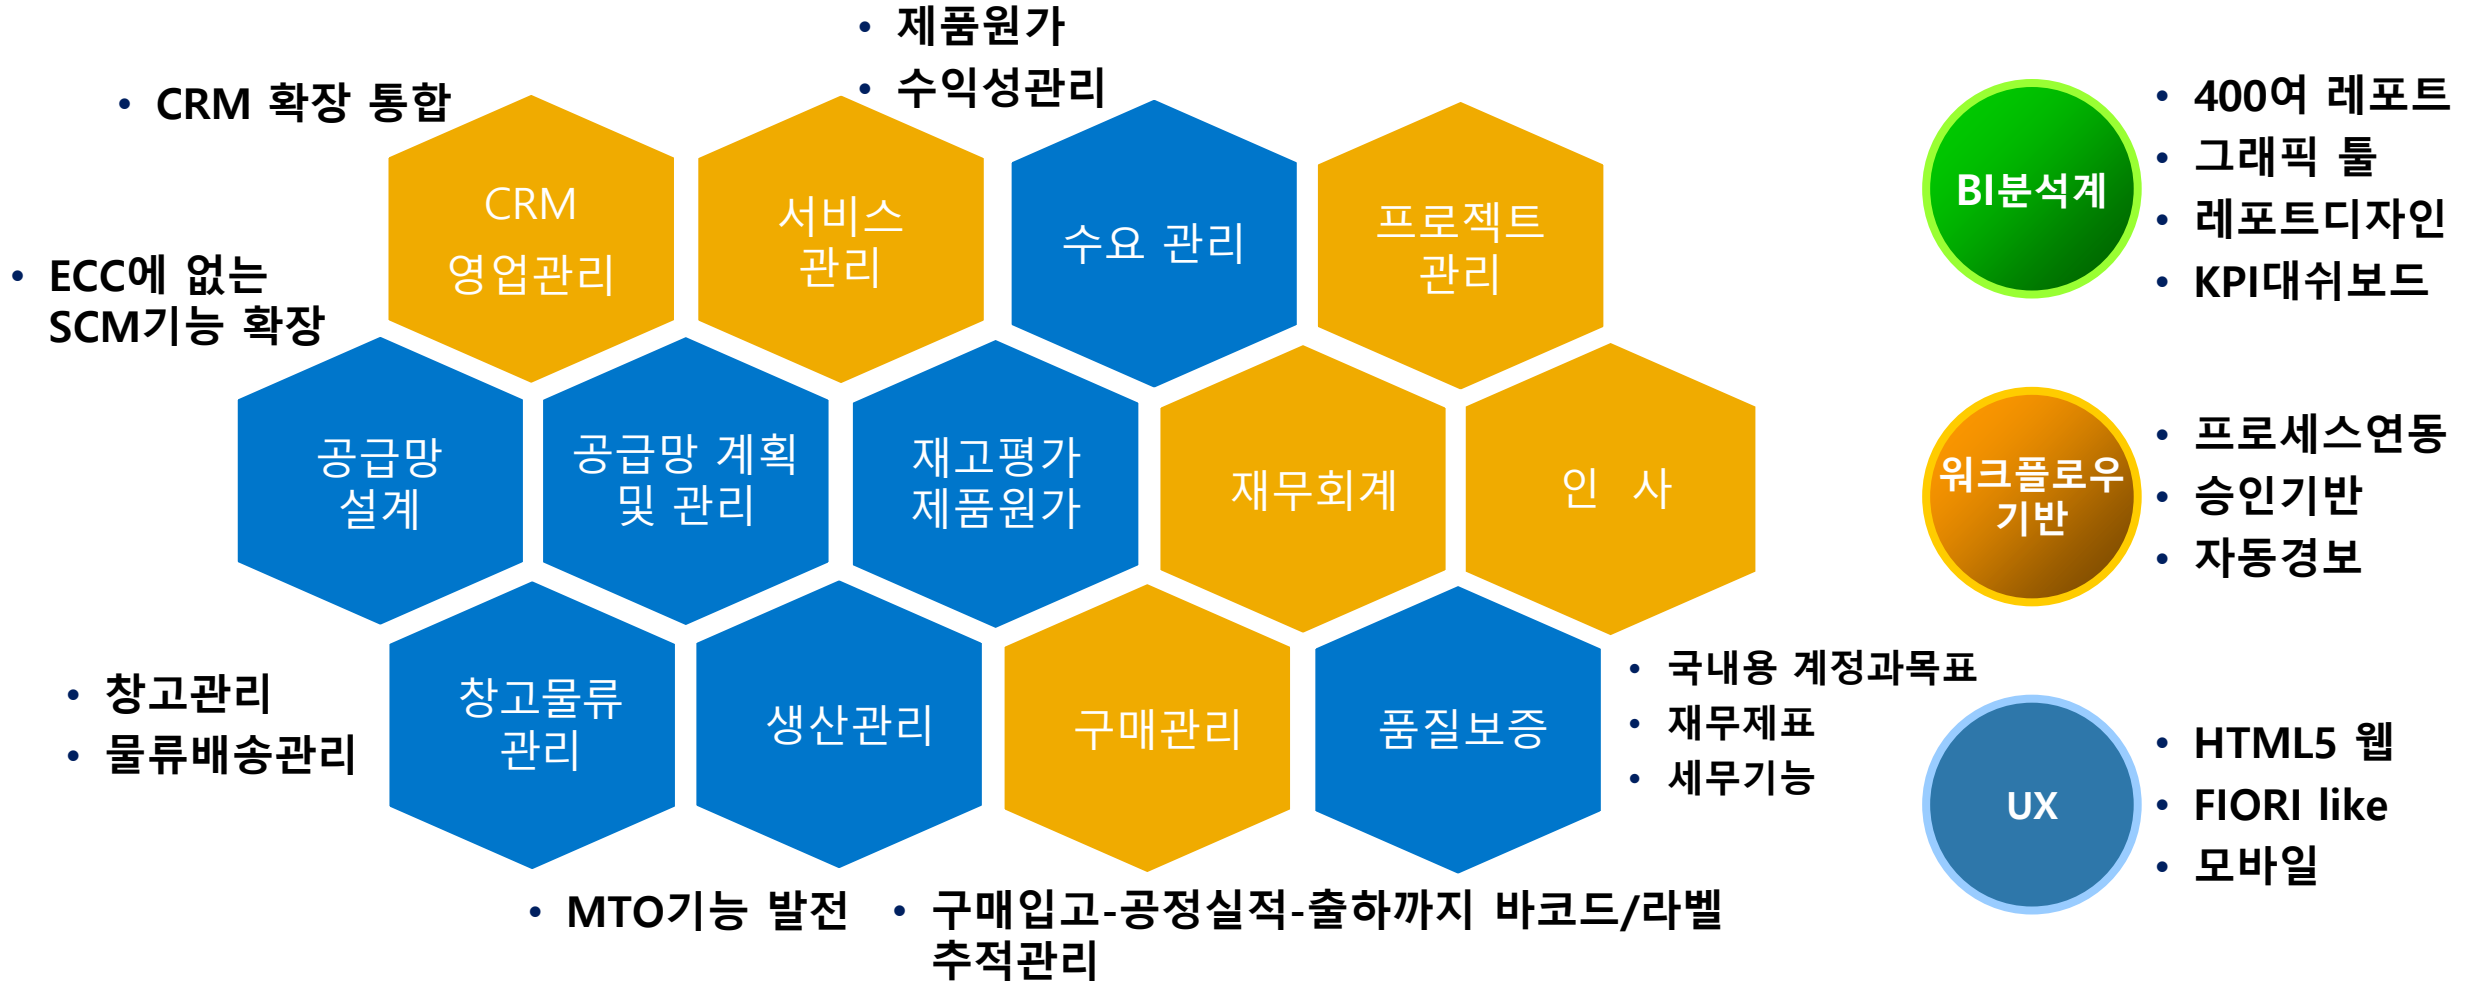 • 제품원가
• 수익성관리
• CRM 확장 통합
CRM
영업관리
서비스
관리
수요 관리
프로젝트
관리
• ECC에 없는
SCM기능 확장
공급망
설계
공급망 계획
및 관리
재고평가
제품원가
재무회계
인 사
• 창고관리
• 물류배송관리
창고물류
관리
생산관리
구매관리
품질보증
• 국내용 계정과목표
• 재무제표
• 세무기능
• MTO기능 발전
• 구매입고-공정실적-출하까지 바코드/라벨
추적관리
BI분석계
• 400여 레포트
• 그래픽 툴
• 레포트디자인
• KPI대쉬보드
워크플로우
기반
• 프로세스연동
• 승인기반
• 자동경보
UX
• HTML5 웹
• FIORI like
• 모바일